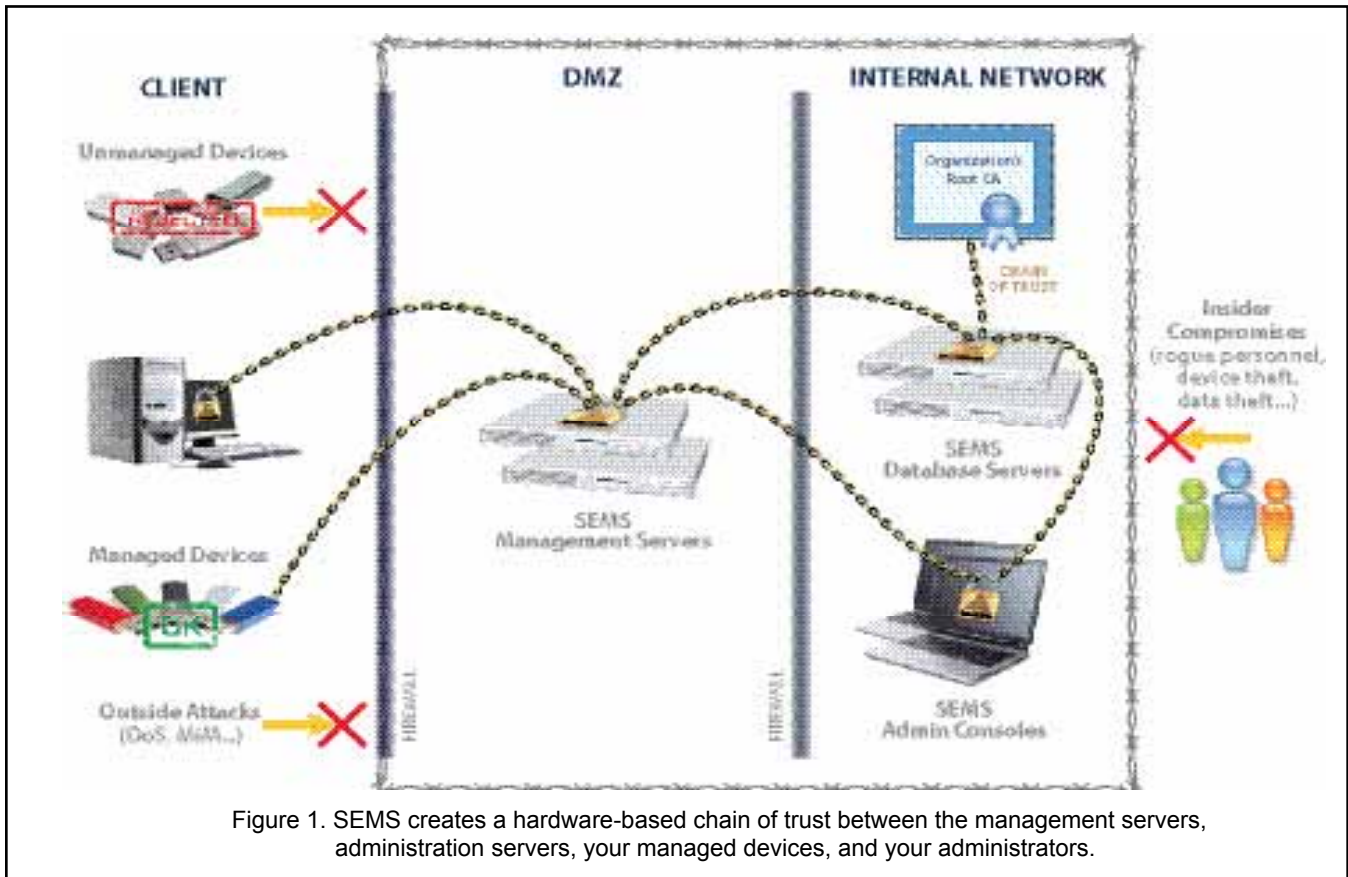 CLIENT
DMZ
INTERNAL NETWORK
Unmanaged Devices
Organization's
Root CA
CHAIN
OF TRUST
Insider
Compromises
(rogue personnel,
device theft,
data theft...)
SEMS
Database Servers
SEMS
Management Servers
Managed Devices
OK
Outside Attacks
(DoS, MiM...)
FIREWALL
FIREWALL
SEMS
Admin Consoles
Figure 1. SEMS creates a hardware-based chain of trust between the management servers,
administration servers, your managed devices, and your administrators.